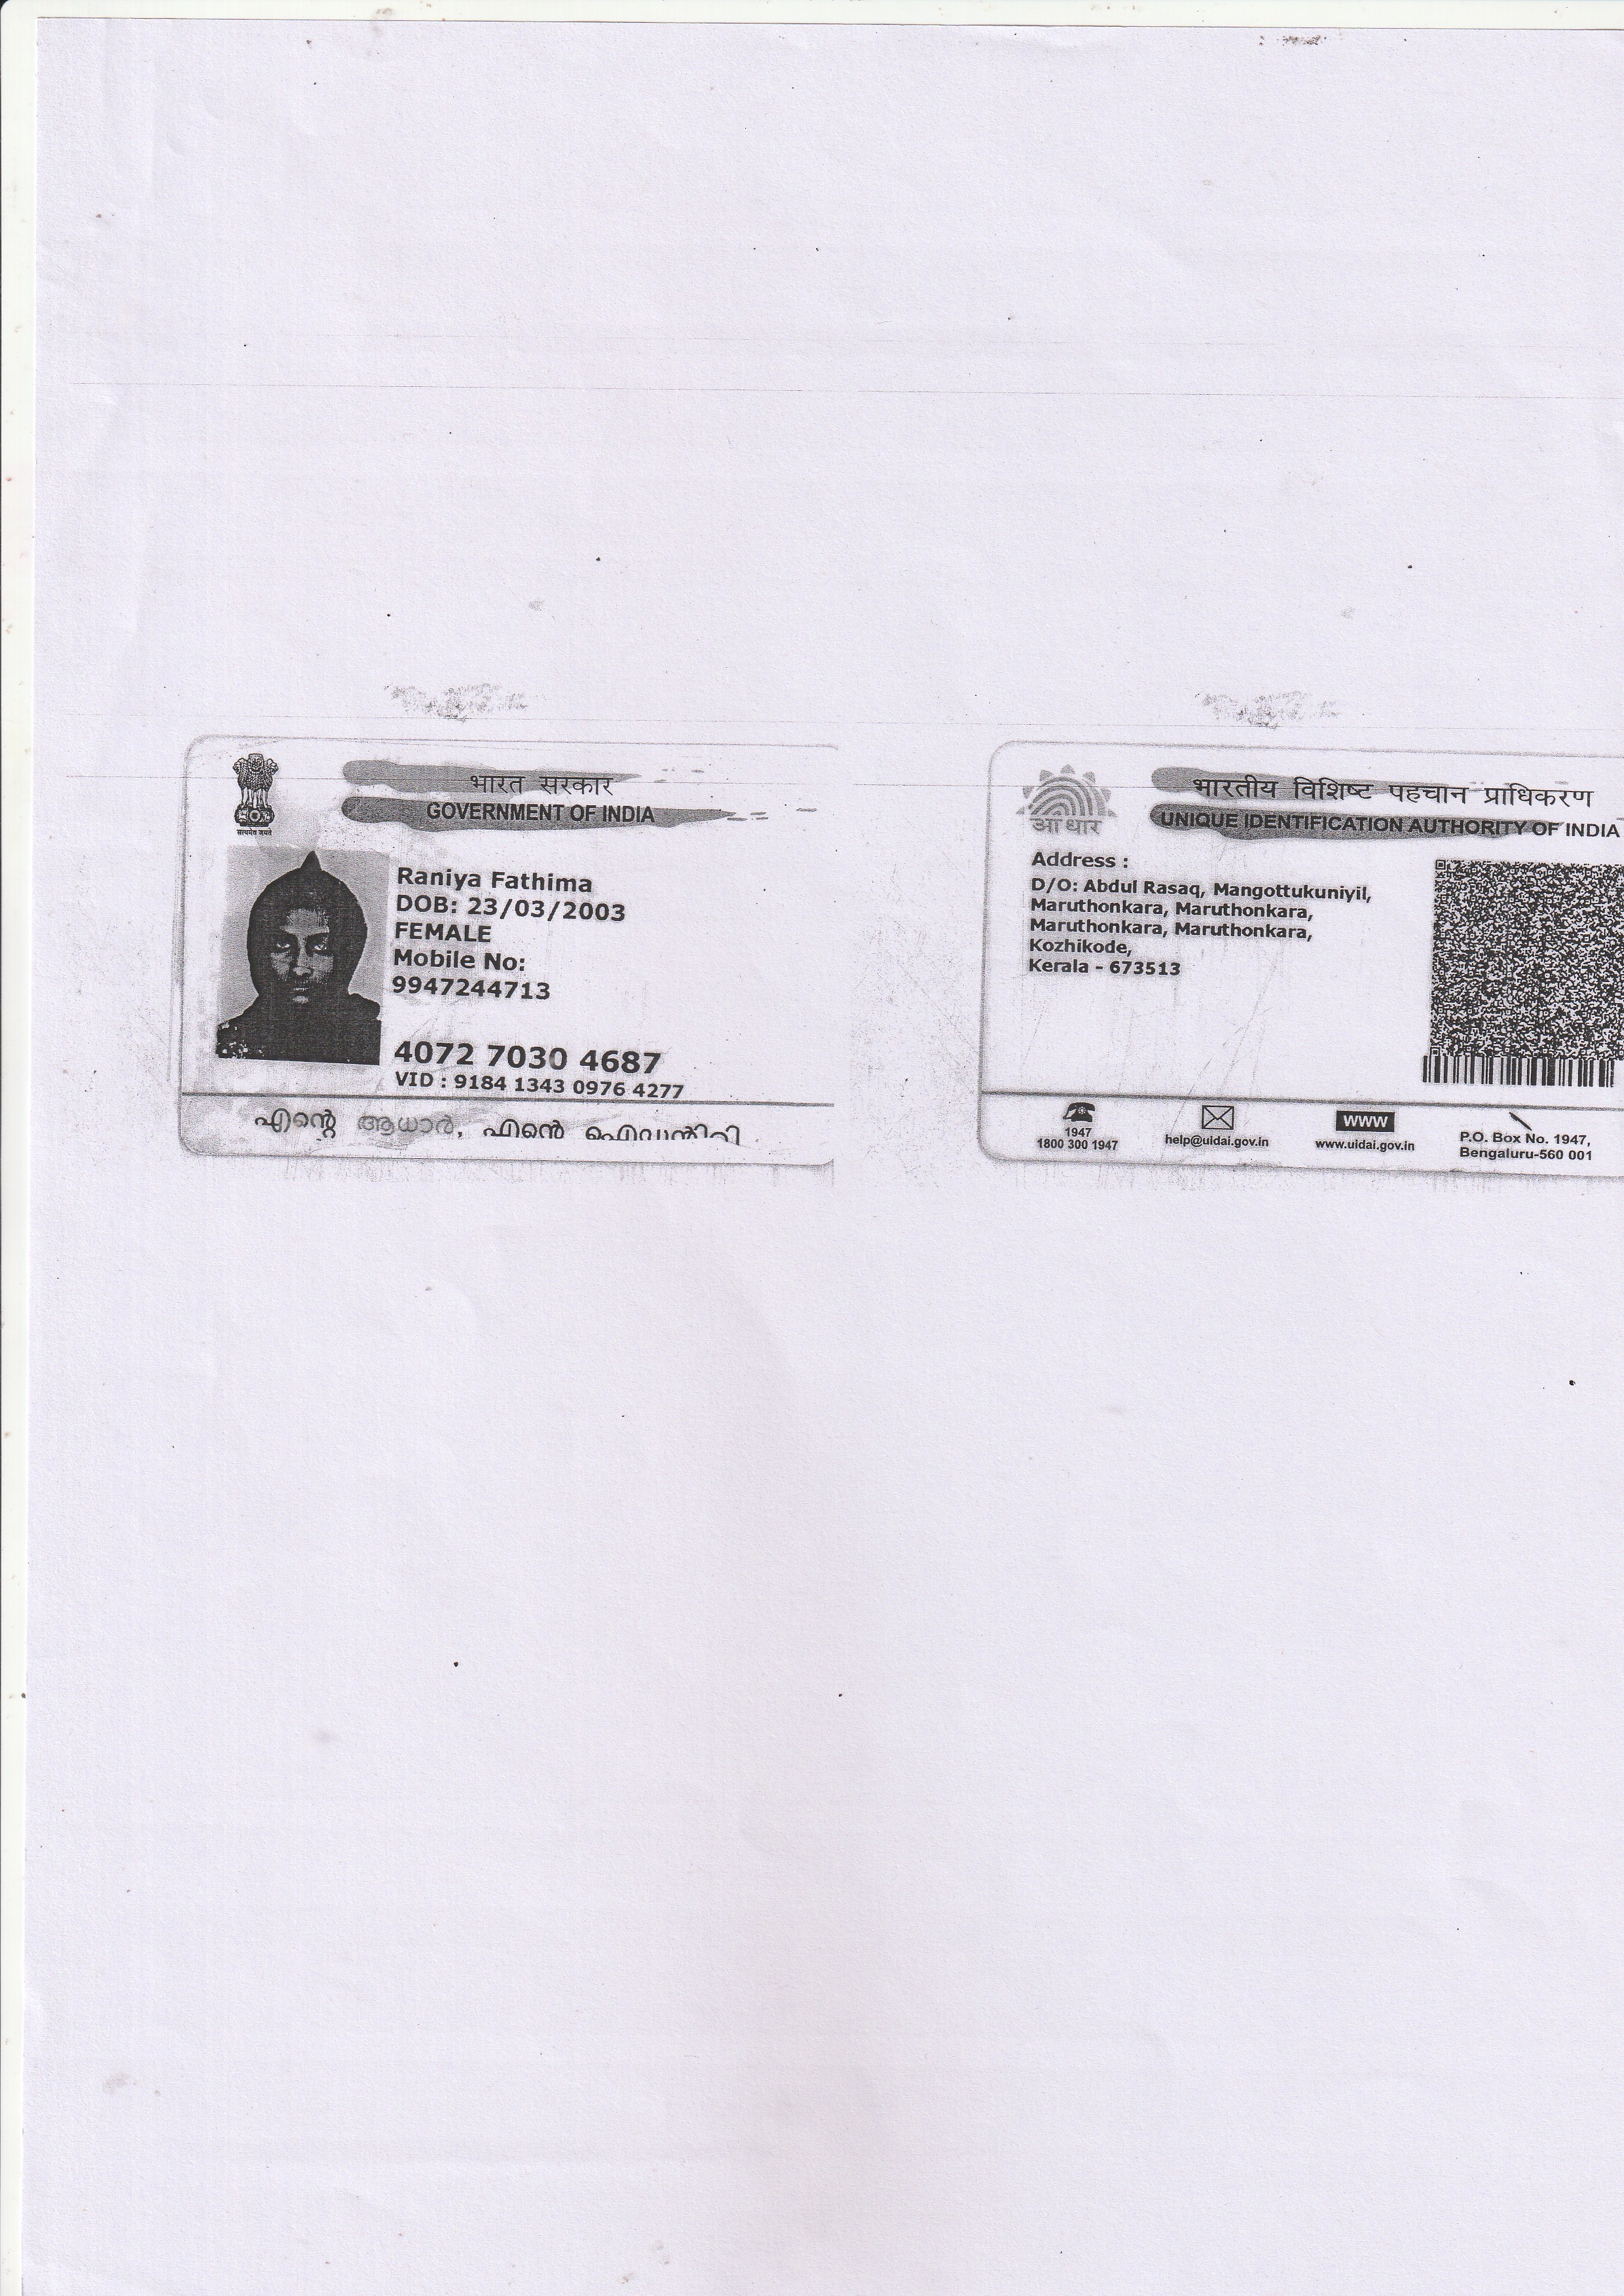 भारत सरकार
GOVERNMENT OF INDIA
सत्यमेव जयते
Raniya Fathima
DOB: 23/03/2003
FEMALE
Mobile No:
9947244713
4072 7030 4687
VID : 9184 1343 0976 4277
എന്റെ ആധാർ, എന്റെ ഐഡന്റിറ്റി
भारतीय विशिष्ट पहचान प्राधिकरण
UNIQUE IDENTIFICATION AUTHORITY OF INDIA
आधार
Address :
D/O: Abdul Rasaq, Mangottukuniyil,
Maruthonkara, Maruthonkara,
Maruthonkara, Maruthonkara,
Kozhikode,
Kerala - 673513
1947
1800 300 1947
help@uidai.gov.in
WWW
www.uidai.gov.in
P.O. Box No. 1947,
Bengaluru-560 001